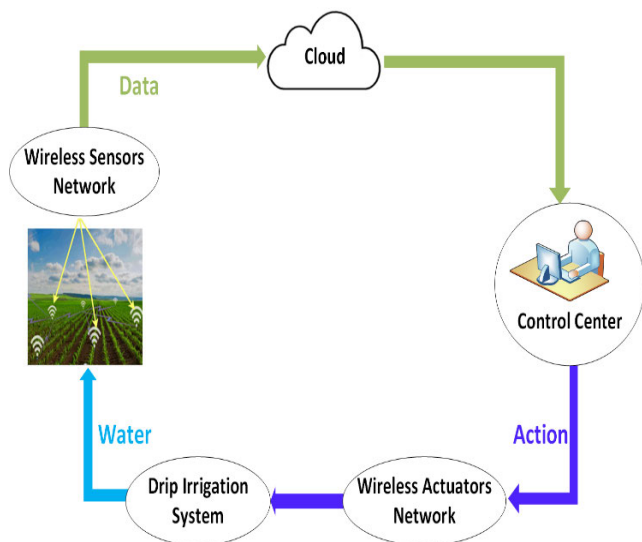 Cloud
Data
Wireless Sensors
Network
Control Center
Water
Action
Drip Irrigation
System
Wireless Actuators
Network